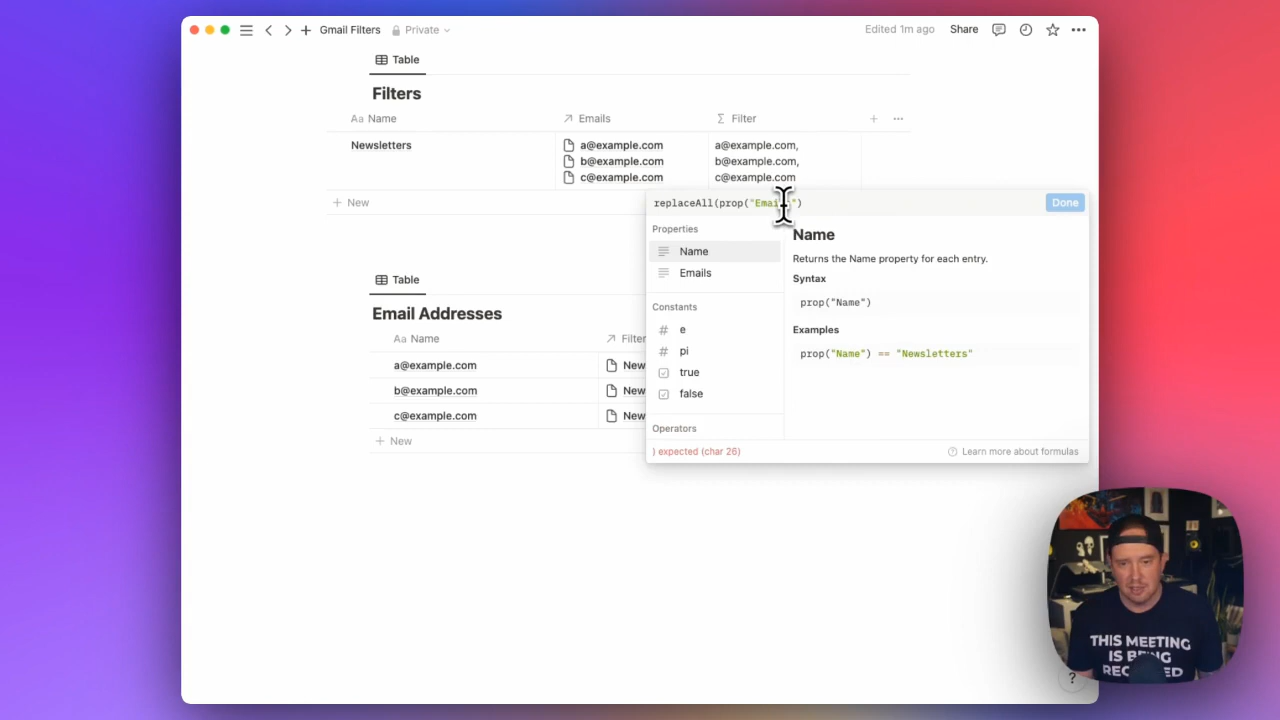 Gmail Filters
Private
Edited 1m ago
Share
Table
Filters
Aa Name
Emails
Σ Filter
Newsletters
a@example.com
b@example.com
c@example.com
a@example.com,
b@example.com,
c@example.com
+ New
replaceAll(prop("Emails")
Done
Properties
Name
Emails
Constants
# e
# pi
true
false
Operators
Name
Returns the Name property for each entry.
Syntax
prop("Name")
Examples
prop("Name") == "Newsletters"
) expected (char 26)
Learn more about formulas
Table
Email Addresses
Aa Name
Filter
a@example.com
New
b@example.com
New
c@example.com
New
+ New
THIS MEETING
IS BEING
RECORDED
?